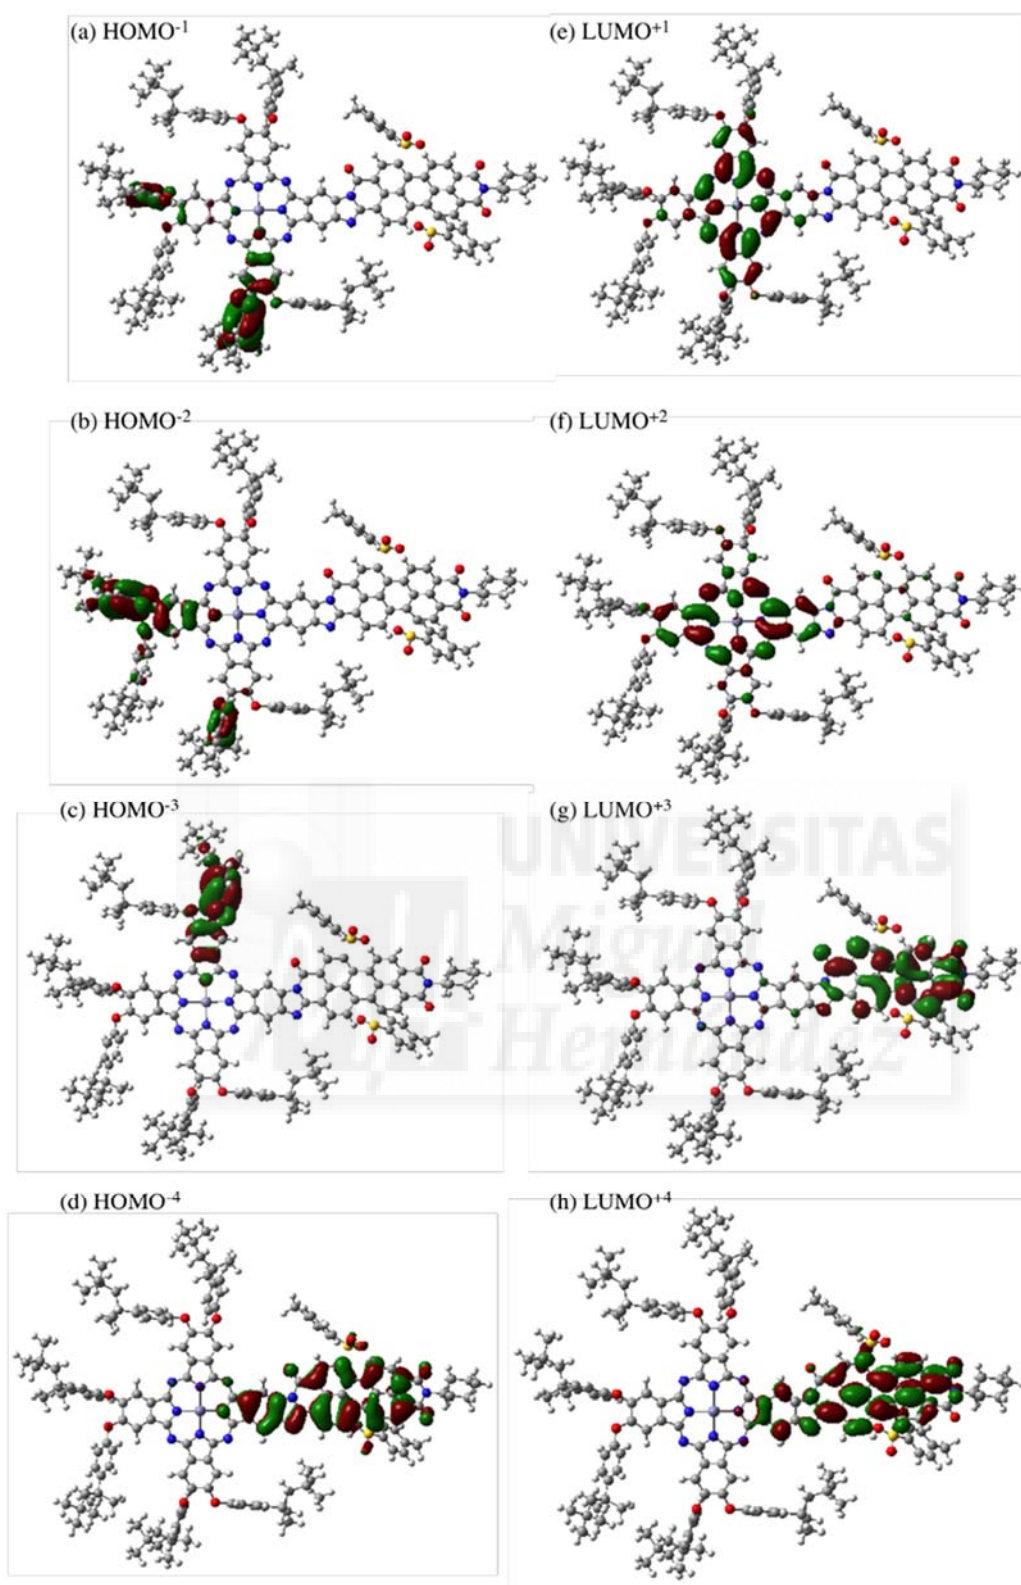 (a) HOMO-1
(e) LUMO+1
(b) HOMO-2
(f) LUMO+2
(c) HOMO-3
(g) LUMO+3
UNIVERSITAS
Miguel
Hernández
(d) HOMO-4
(h) LUMO+4